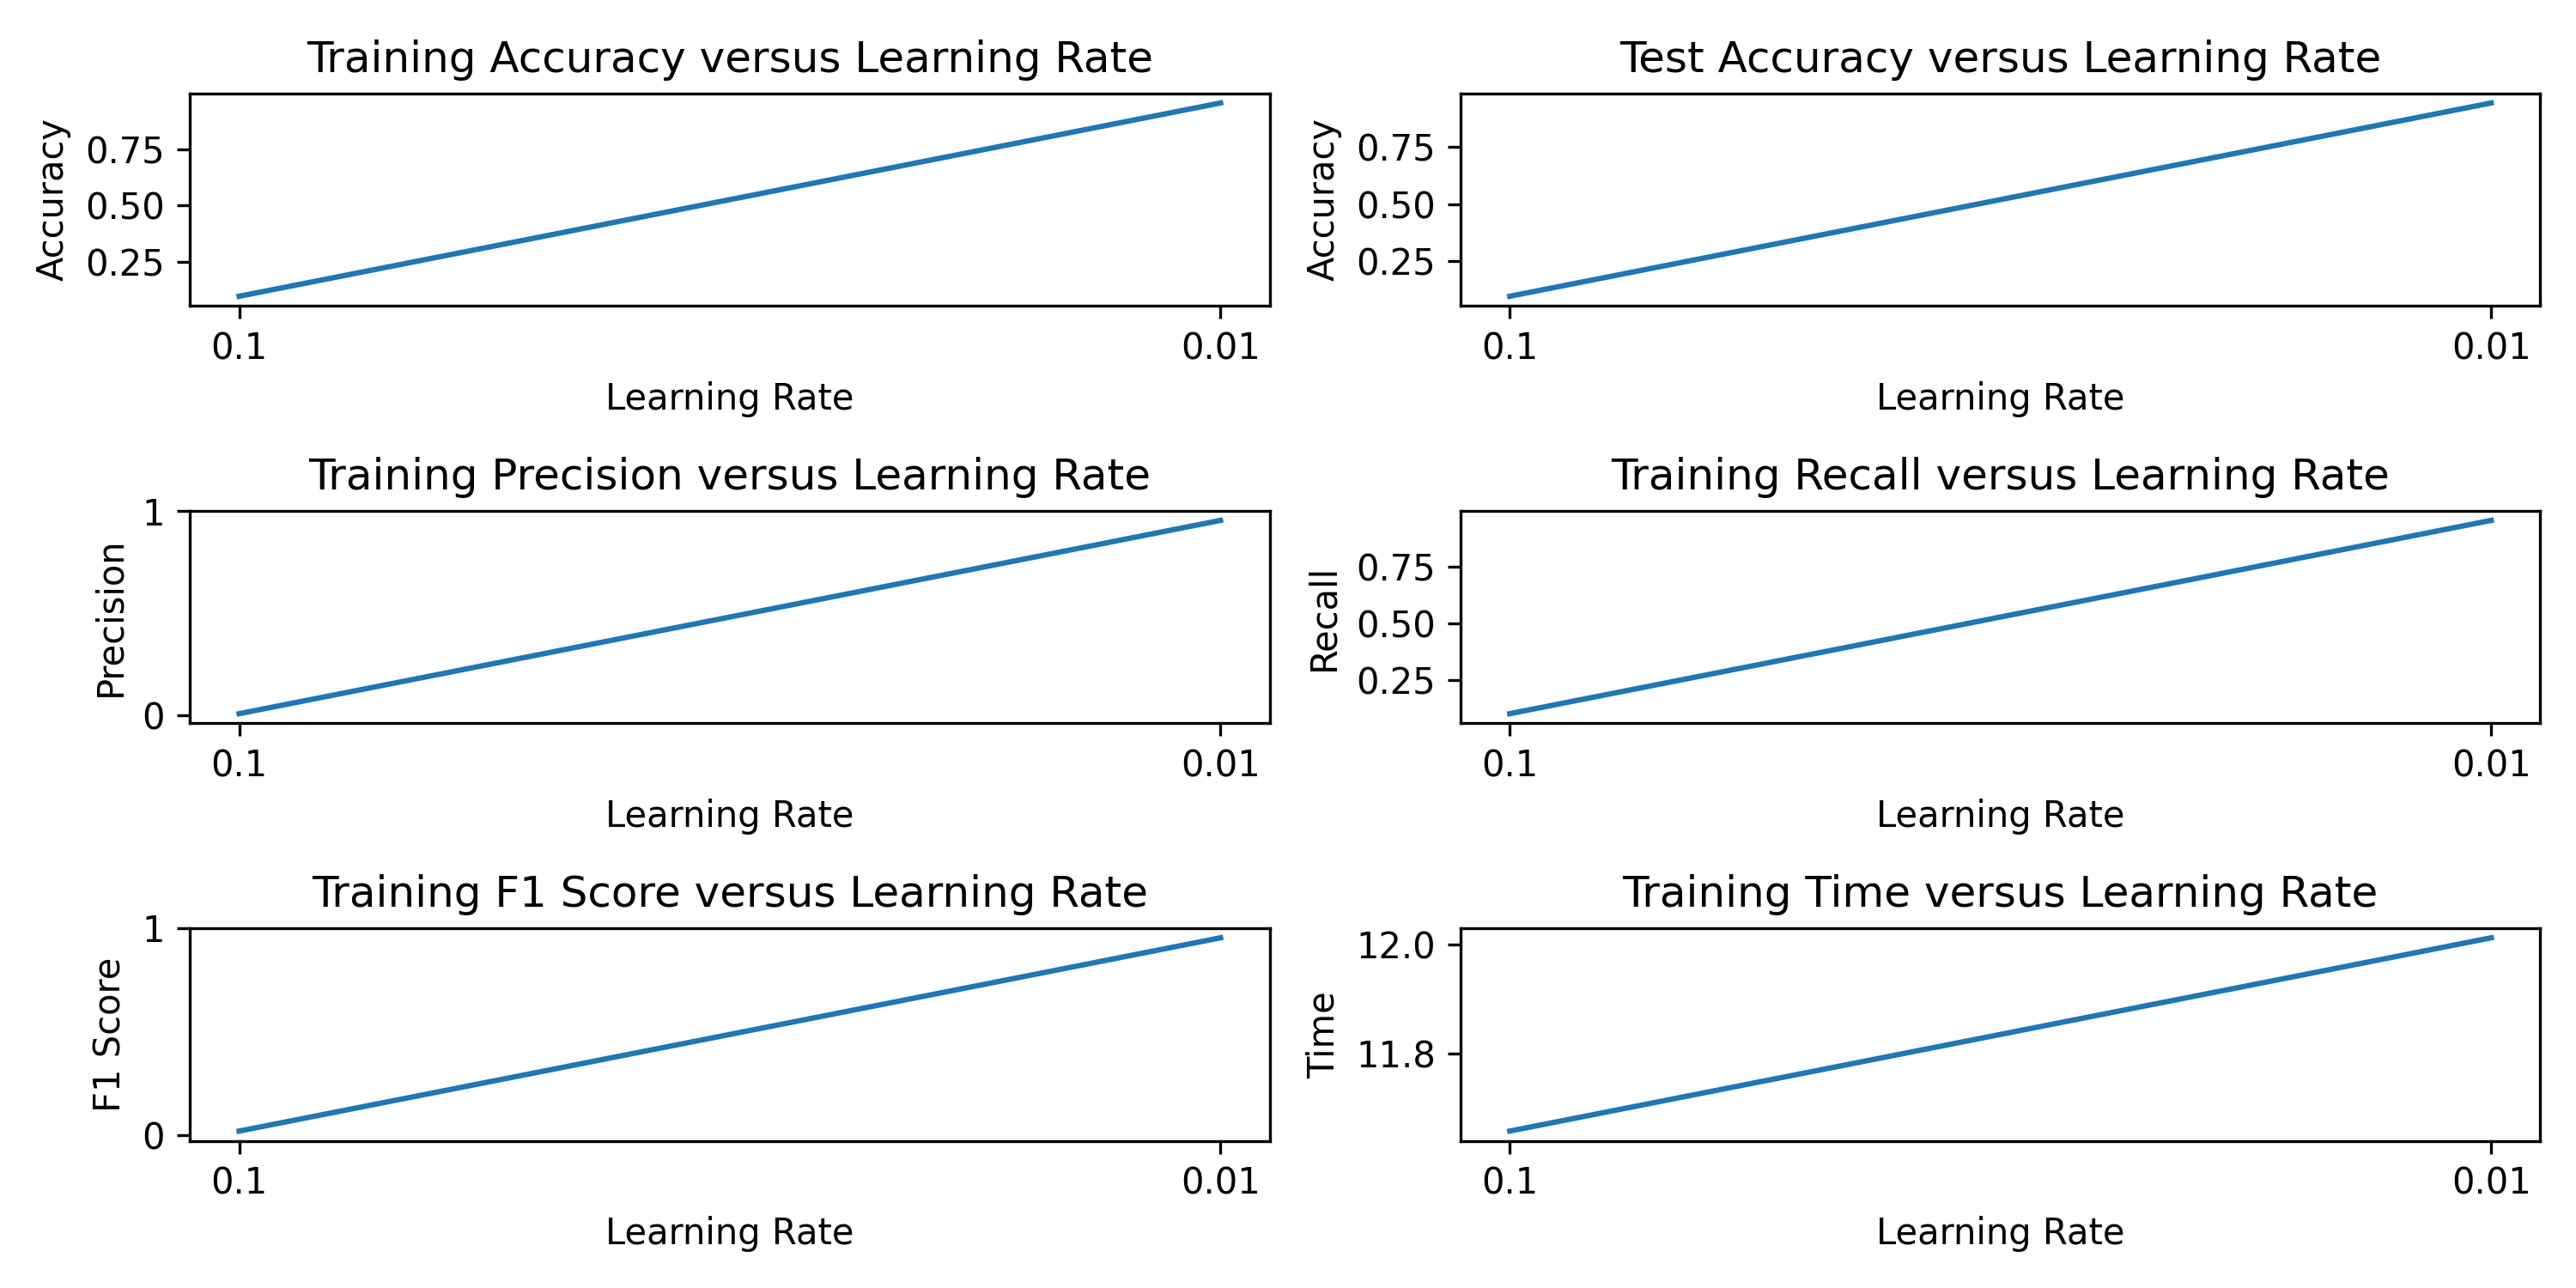 Training Accuracy versus Learning Rate
Accuracy
0.75
0.50
0.25
0.1
0.01
Learning Rate
Test Accuracy versus Learning Rate
Accuracy
0.75
0.50
0.25
0.1
0.01
Learning Rate
Training Precision versus Learning Rate
Precision
1
0
0.1
0.01
Learning Rate
Training Recall versus Learning Rate
Recall
0.75
0.50
0.25
0.1
0.01
Learning Rate
Training F1 Score versus Learning Rate
F1 Score
1
0
0.1
0.01
Learning Rate
Training Time versus Learning Rate
Time
12.0
11.8
0.1
0.01
Learning Rate